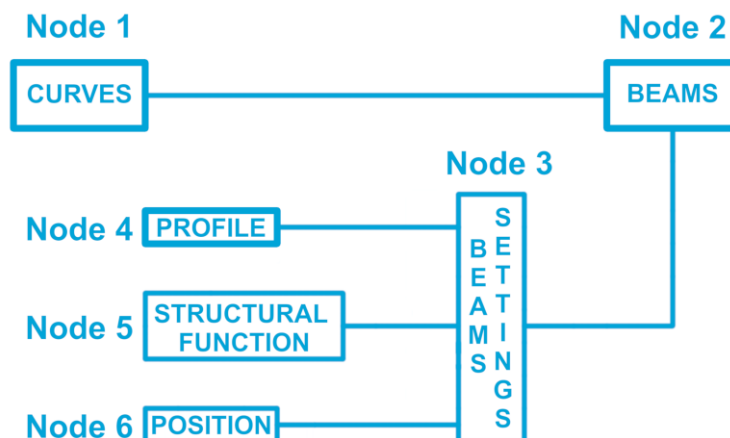 Node 1
Node 2
CURVES
BEAMS
Node 3
Node 4
PROFILE
BEAMS
SETTINGS
Node 5
STRUCTURAL
FUNCTION
Node 6
POSITION